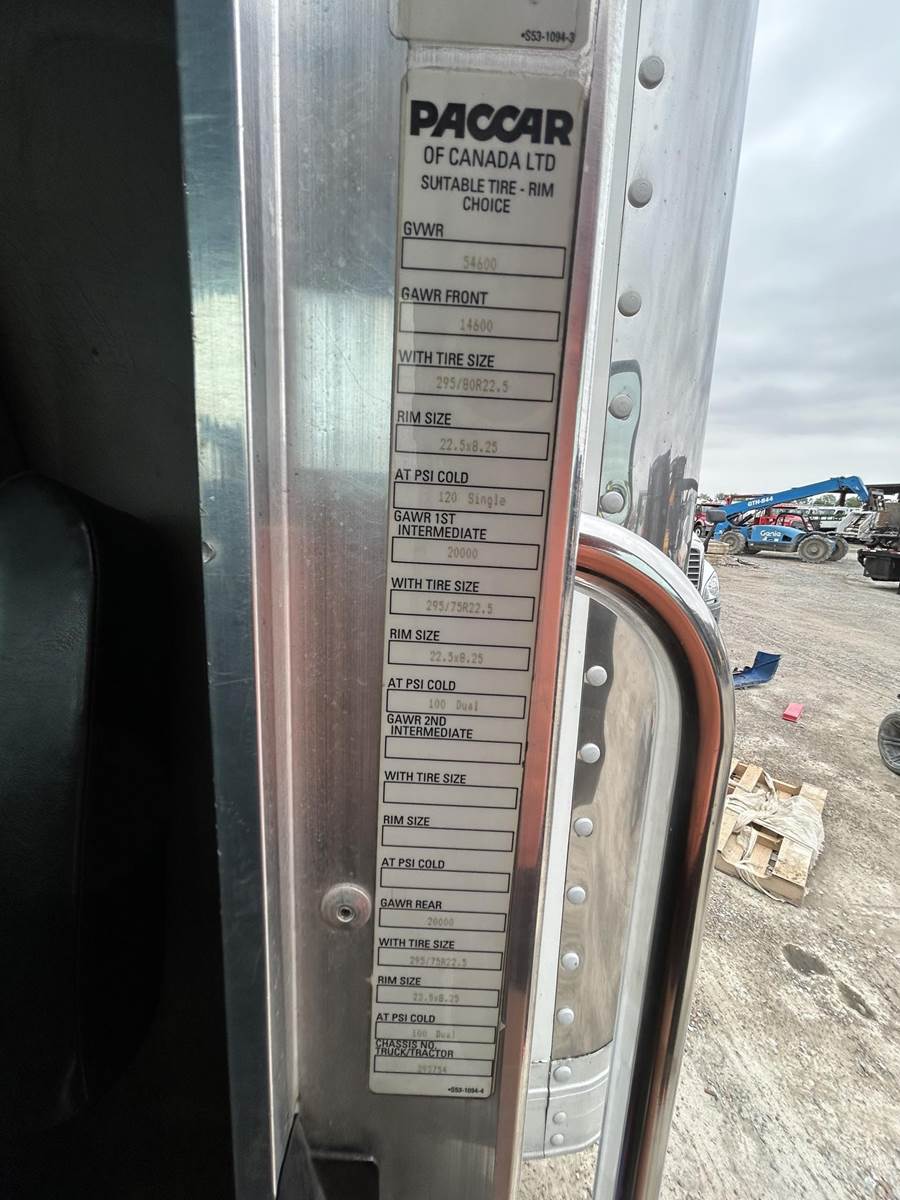 •S53-1094-3
PACCAR
OF CANADA LTD
SUITABLE TIRE - RIM
CHOICE
GVWR
54600
GAWR FRONT
14600
WITH TIRE SIZE
295/80R22.5
RIM SIZE
22.5x8.25
AT PSI COLD
120 Single
GAWR 1ST
INTERMEDIATE
20000
WITH TIRE SIZE
295/75R22.5
RIM SIZE
22.5x8.25
AT PSI COLD
100 Dual
GAWR 2ND
INTERMEDIATE
WITH TIRE SIZE
RIM SIZE
AT PSI COLD
GAWR REAR
20000
WITH TIRE SIZE
295/75R22.5
RIM SIZE
22.5x8.25
AT PSI COLD
100 Dual
CHASSIS NO.
TRUCK/TRACTOR
•S53-1094-4
GTH-844
Genie